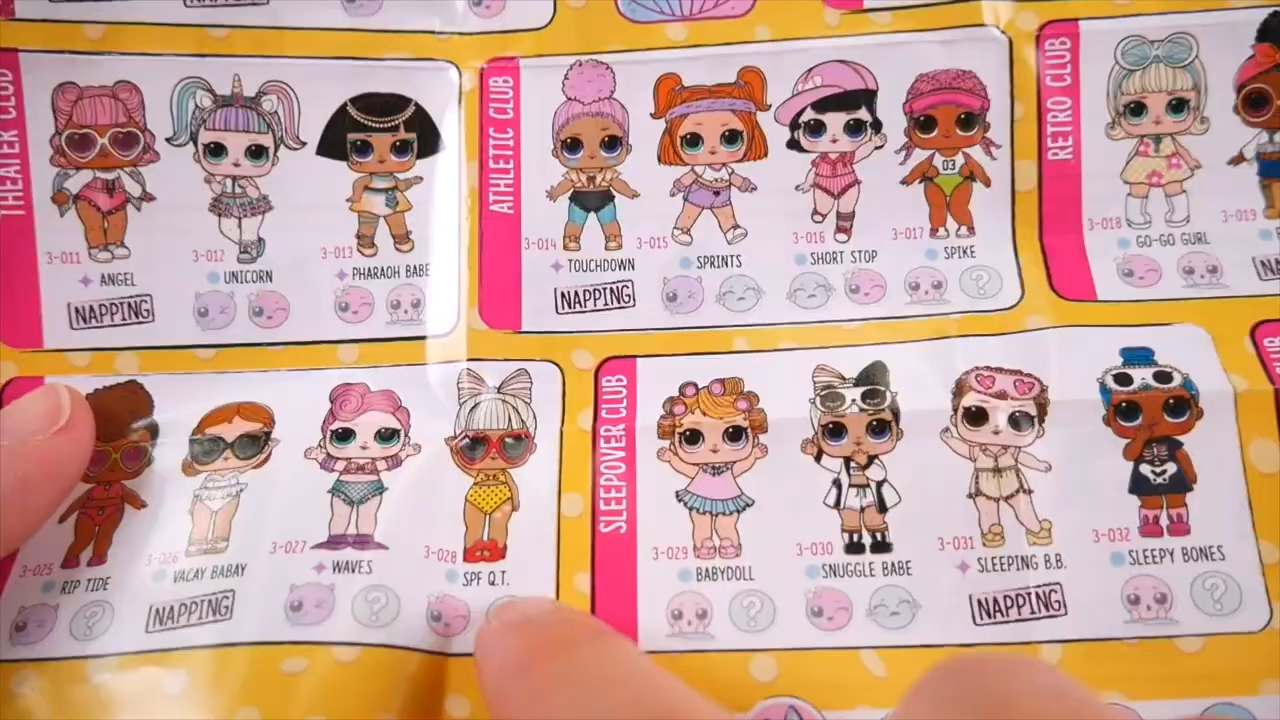 NAPPING
THEATER CLUB
3-011
ANGEL
NAPPING
3-012
UNICORN
3-013
PHARAOH BABE
ATHLETIC CLUB
03
3-014
TOUCHDOWN
NAPPING
3-015
SPRINTS
?
3-016
SHORT STOP
3-017
SPIKE
RETRO CLUB
3-018
GO-GO GURL
3-019
3-025
RIP TIDE
?
3-026
VACAY BABAY
NAPPING
3-027
WAVES
?
3-028
SPF Q.T.
SLEEPOVER CLUB
3-029
BABYDOLL
?
3-030
SNUGGLE BABE
3-031
SLEEPING B.B.
NAPPING
3-032
SLEEPY BONES
?